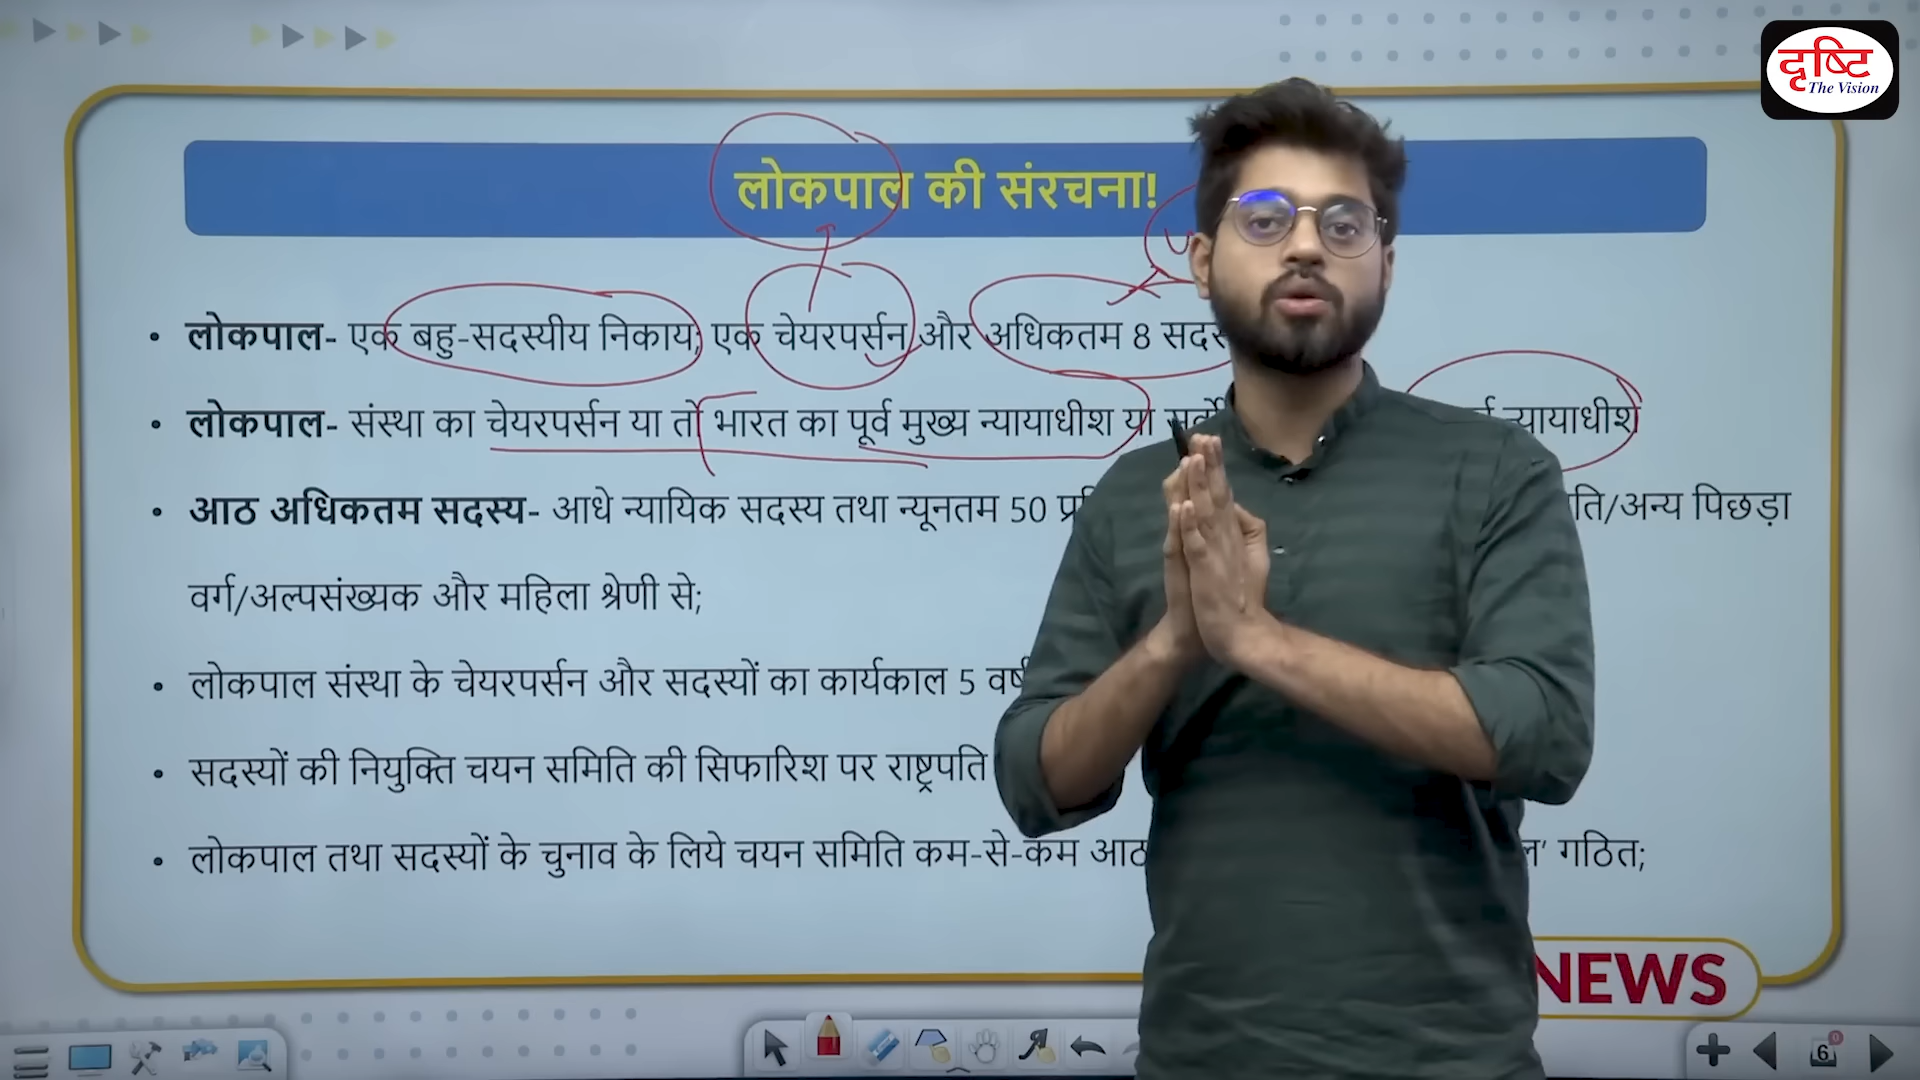 दृष्टि
The Vision
लोकपाल की संरचना!
• लोकपाल- एक बहु-सदस्यीय निकाय; एक चेयरपर्सन और अधिकतम 8
• लोकपाल- संस्था का चेयरपर्सन या तो भारत का पूर्व मुख्य न्यायाधीश या न्यायाधीश
• आठ अधिकतम सदस्य- आधे न्यायिक सदस्य तथा न्यूनतम 50 ति/अन्य पिछड़ा
वर्ग/अल्पसंख्यक और महिला श्रेणी से;
• लोकपाल संस्था के चेयरपर्सन और सदस्यों का कार्यकाल 5
• सदस्यों की नियुक्ति चयन समिति की सिफारिश पर राष्ट्रपति
• लोकपाल तथा सदस्यों के चुनाव के लिये चयन समिति कम-से-कम आठ ल’ गठित;
NEWS
6
0